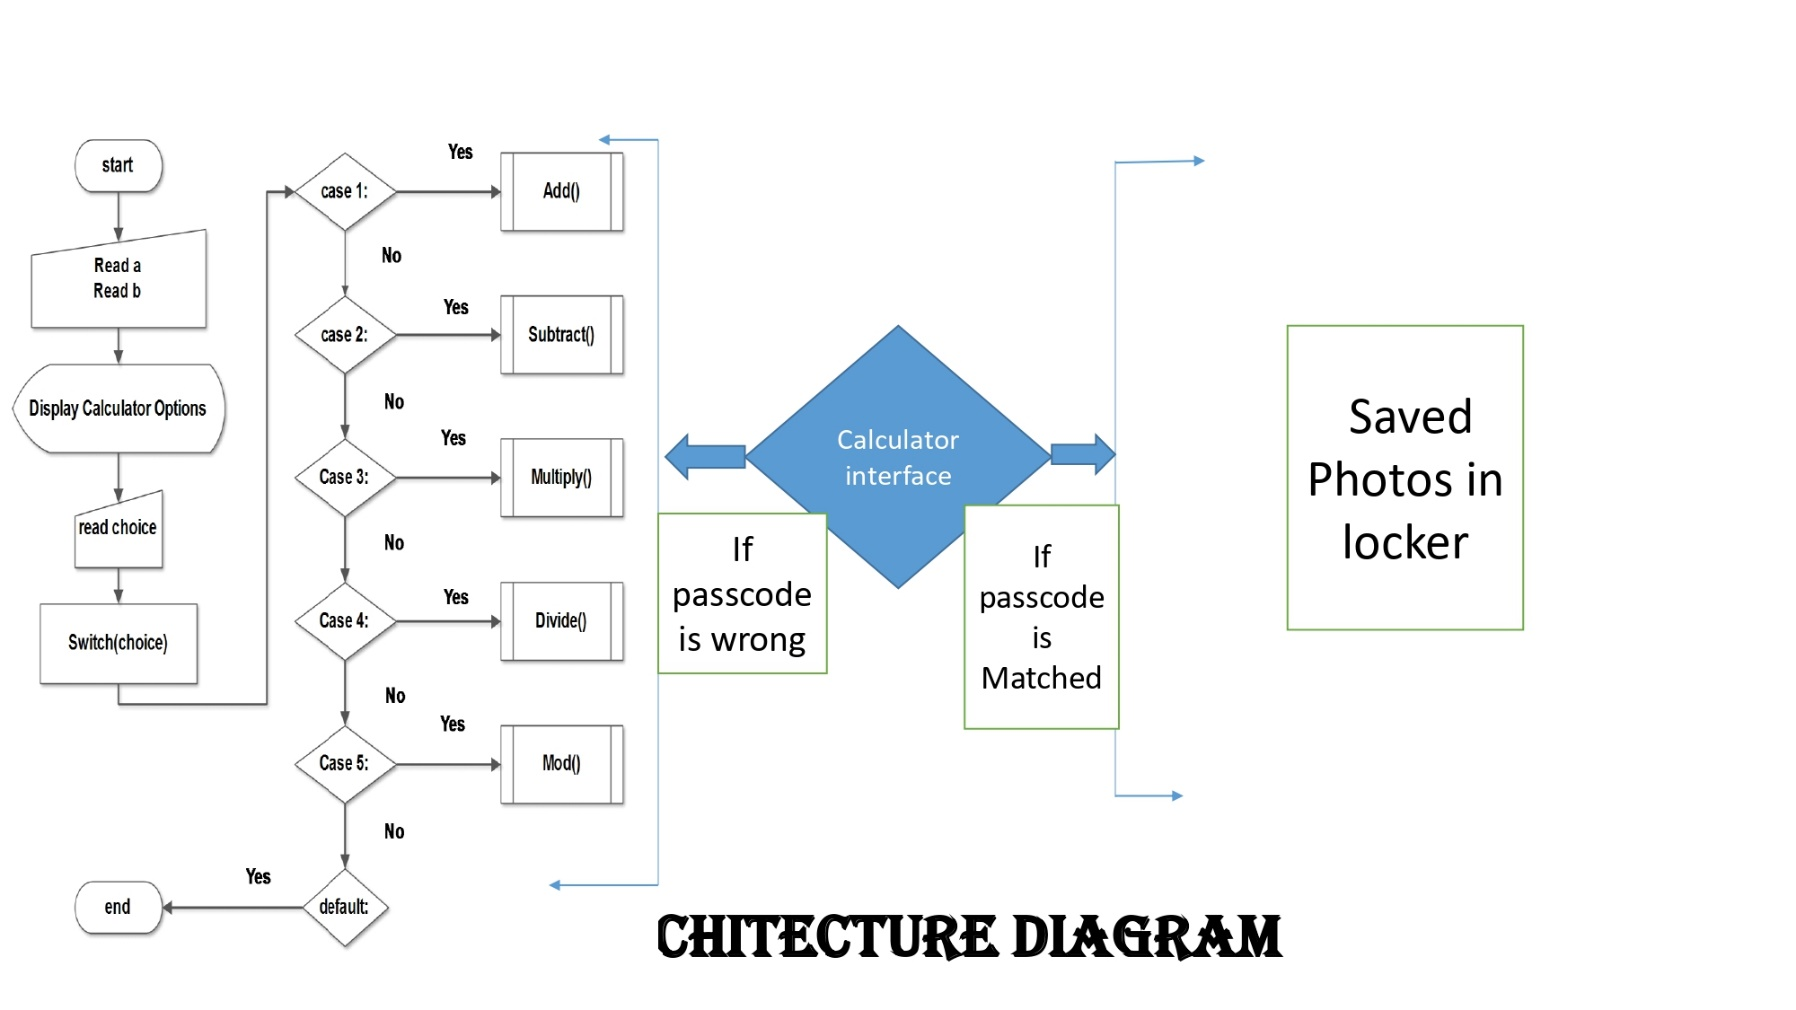 start
Read a
Read b
Display Calculator Options
read choice
Switch(choice)
end
case 1:
Yes
Add()
No
case 2:
Yes
Subtract()
No
Case 3:
Yes
Multiply()
No
Case 4:
Yes
Divide()
No
Case 5:
Yes
Mod()
No
default:
Yes
Calculator
interface
If
passcode
is wrong
If
passcode
is
Matched
Saved
Photos in
locker
CHITECTURE DIAGRAM